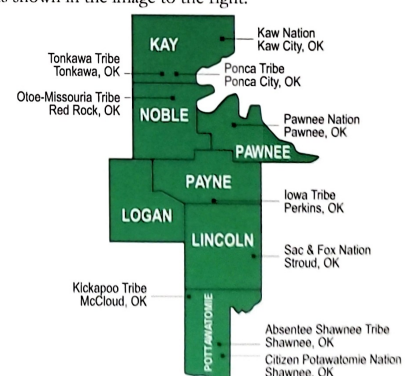 s shown in the image to the right.
KAY
Kaw Nation
Kaw City, OK
Tonkawa Tribe
Tonkawa, OK
Ponca Tribe
Ponca City, OK
Otoe-Missouria Tribe
Red Rock, OK
NOBLE
Pawnee Nation
Pawnee, OK
PAWNEE
PAYNE
Iowa Tribe
Perkins, OK
LOGAN
LINCOLN
Sac & Fox Nation
Stroud, OK
Kickapoo Tribe
McCloud, OK
POTTAWATOMIE
Absentee Shawnee Tribe
Shawnee, OK
Citizen Potawatomie Nation
Shawnee, OK